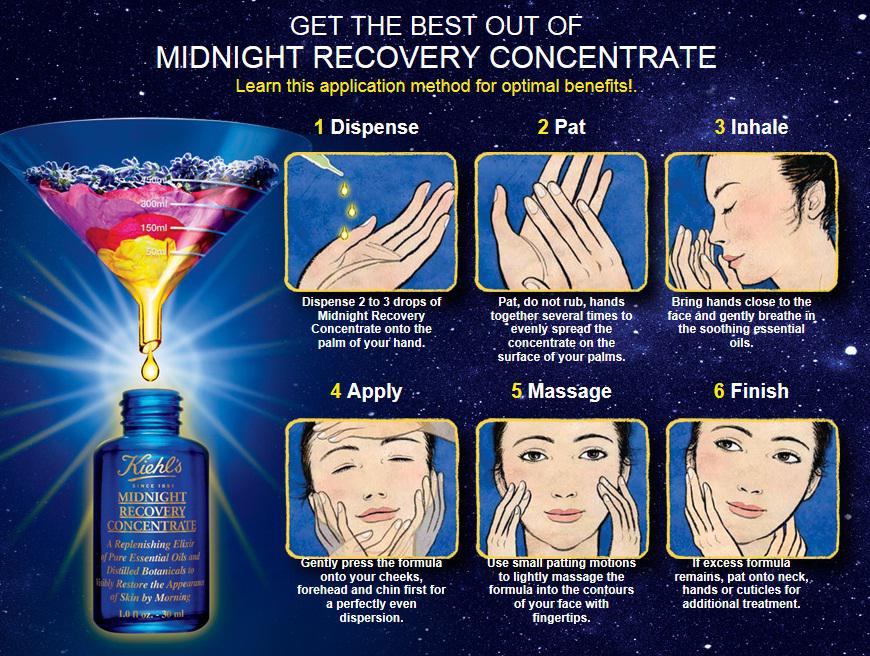 GET THE BEST OUT OF
MIDNIGHT RECOVERY CONCENTRATE
Learn this application method for optimal benefits!.
1 Dispense
2 Pat
3 Inhale
Dispense 2 to 3 drops of
Midnight Recovery
Concentrate onto the
palm of your hand.
Pat, do not rub, hands
together several times to
evenly spread the
concentrate on the
surface of your palms.
Bring hands close to the
face and gently breathe in
the soothing essential
oils.
4 Apply
5 Massage
6 Finish
Gently press the formula
onto your cheeks,
forehead and chin first for
a perfectly even
dispersion.
Use small patting motions
to lightly massage the
formula into the contours
of your face with
fingertips.
If excess formula
remains, pat onto neck,
hands or cuticles for
additional treatment.
450ml
300ml
150ml
50ml
Kiehl's
SINCE 1851
MIDNIGHT
RECOVERY
CONCENTRATE
A Replenishing Elixir
of Pure Essential Oils and
Distilled Botanicals to
Visibly Restore the Appearance
of Skin by Morning
1.0 fl oz. - 30 ml